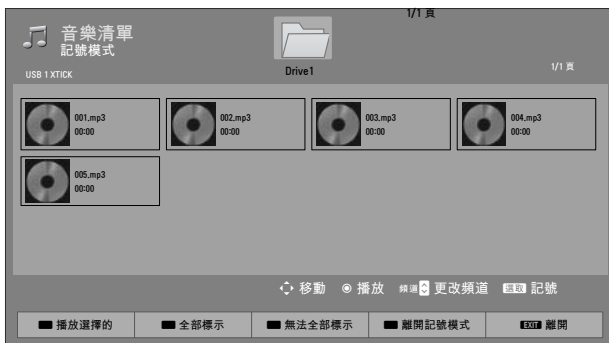 1/1 頁
音樂清單
記號模式
USB 1 XTICK
Drive1
1/1 頁
001.mp3
00:00
002.mp3
00:00
003.mp3
00:00
004.mp3
00:00
005.mp3
00:00
移動 播放 頻道 更改頻道 選取 記號
播放選擇的 全部標示 無法全部標示 離開記號模式 EXIT 離開